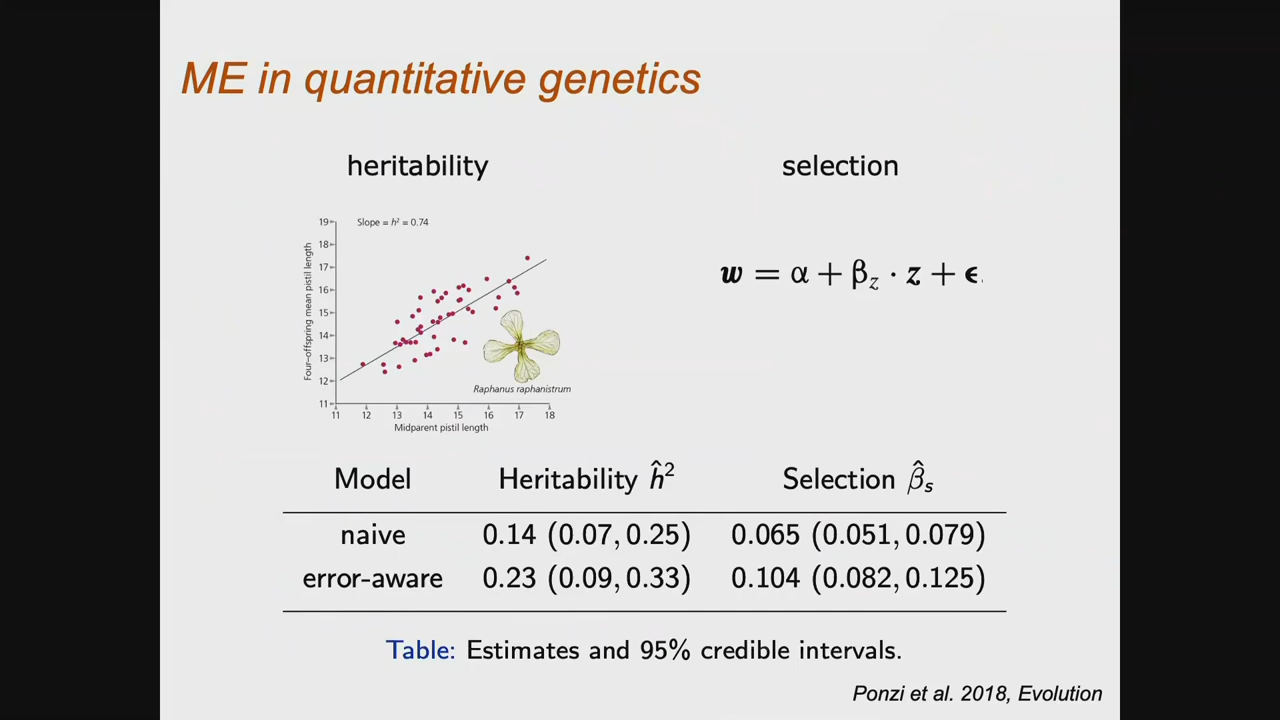 ME in quantitative genetics
heritability
selection
Slope = h² = 0.74
19
18
17
16
15
14
13
12
11
Four–offspring mean pistil length
Raphanus raphanistrum
11 12 13 14 15 16 17 18
Midparent pistil length
w = α + β_z · z + ϵ.
Model Heritability ĥ² Selection β̂_s
naive 0.14 (0.07, 0.25) 0.065 (0.051, 0.079)
error-aware 0.23 (0.09, 0.33) 0.104 (0.082, 0.125)
Table: Estimates and 95% credible intervals.
Ponzi et al. 2018, Evolution